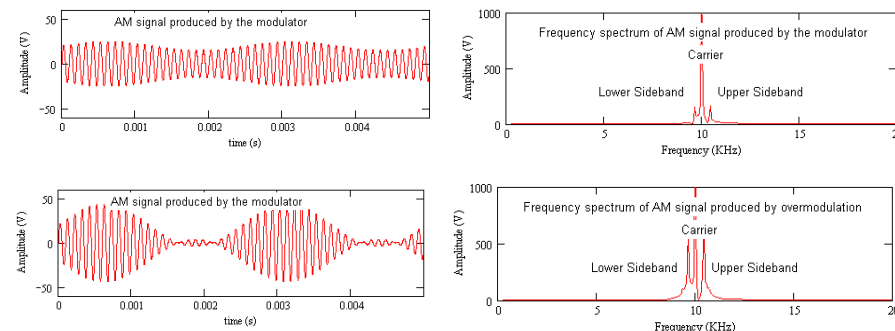 AM signal produced by the modulator
50
0
−50
Amplitude (V)
0 0.001 0.002 0.003 0.004
time (s)
1000
500
0
Amplitude (V)
Frequency spectrum of AM signal produced by the modulator
Carrier
Lower Sideband Upper Sideband
5 10 15 20
Frequency (KHz)
AM signal produced by the modulator
50
0
−50
Amplitude (V)
0 0.001 0.002 0.003 0.004
time (s)
1000
500
0
Amplitude (V)
Frequency spectrum of AM signal produced by overmodulation
Carrier
Lower Sideband Upper Sideband
0 5 10 15 20
Frequency (KHz)